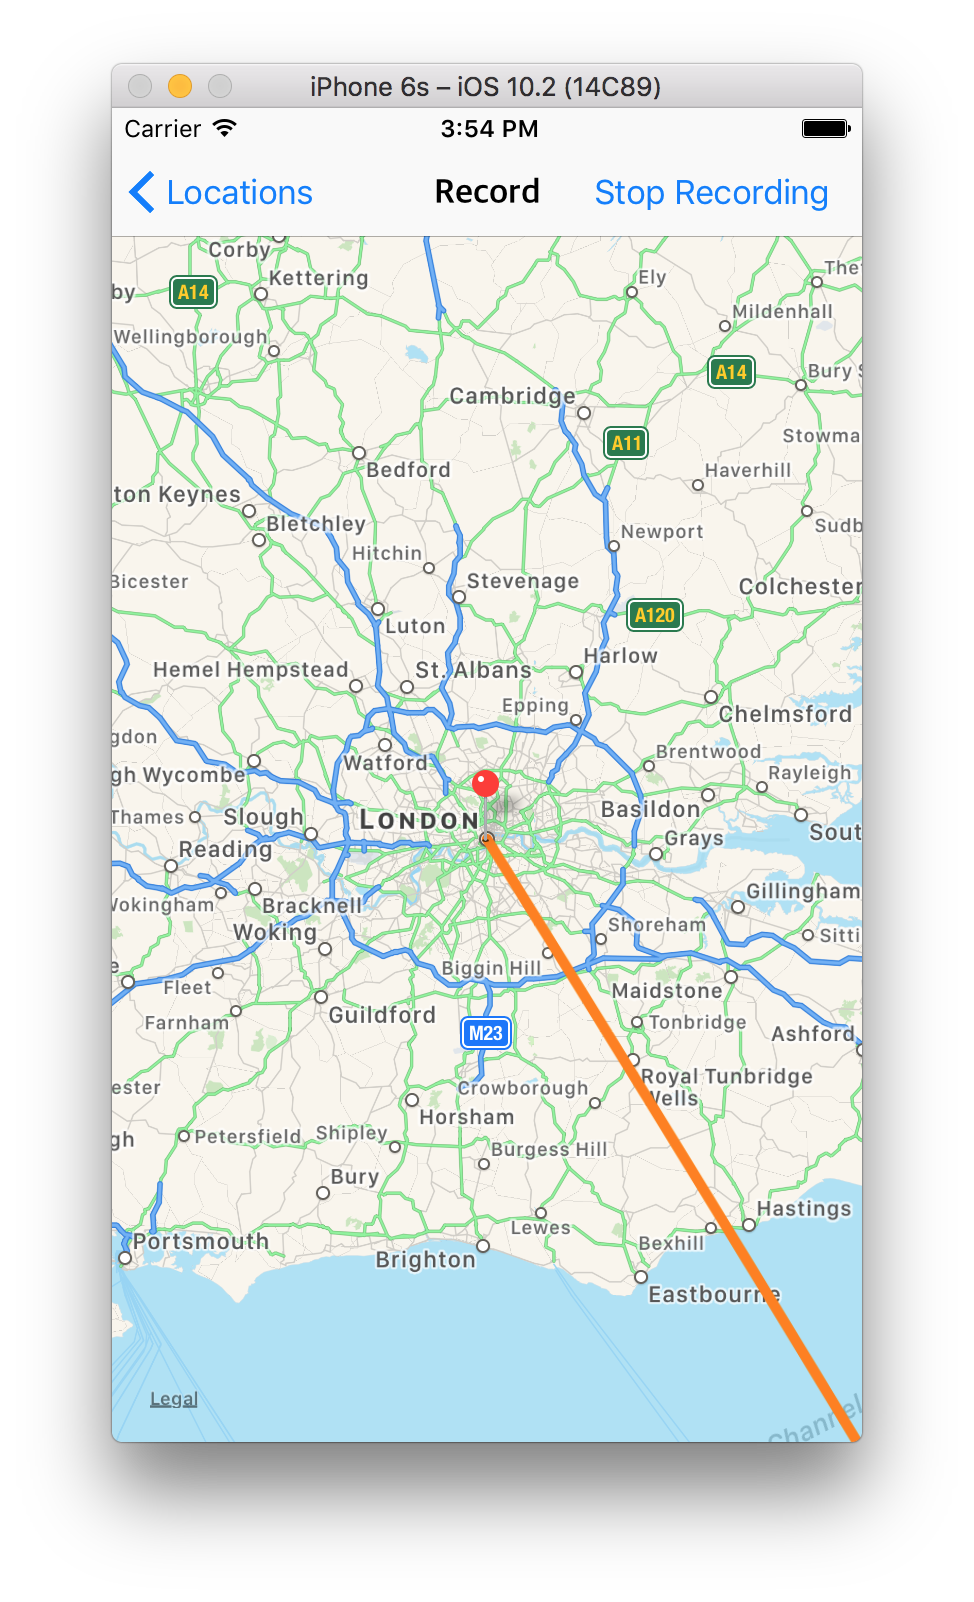 iPhone 6s – iOS 10.2 (14C89)
Carrier 3:54 PM
Locations Record Stop Recording
Corby
Kettering
Ely
The
by
A14
Mildenhall
Wellingborough
A14
Bury S
Cambridge
A11
Stowma
Bedford
Haverhill
ton Keynes
Bletchley
Sudb
Newport
Hitchin
Bicester
Stevenage
Colchester
A120
Luton
Harlow
Hemel Hempstead
St. Albans
Epping
Chelmsford
gdon
Brentwood
Watford
gh Wycombe
Rayleigh
Basildon
Thames
Slough
LONDON
Sout
Grays
Reading
Gillingham
Wokingham
Bracknell
Shoreham
Woking
Sitti
e
Biggin Hill
Fleet
Maidstone
Guildford
Farnham
Tonbridge
M23
Ashford
Royal Tunbridge
Wells
ester
Crowborough
Horsham
Petersfield
Shipley
gh
Burgess Hill
Bury
Hastings
Lewes
Portsmouth
Bexhill
Brighton
Eastbourne
Legal
Channel